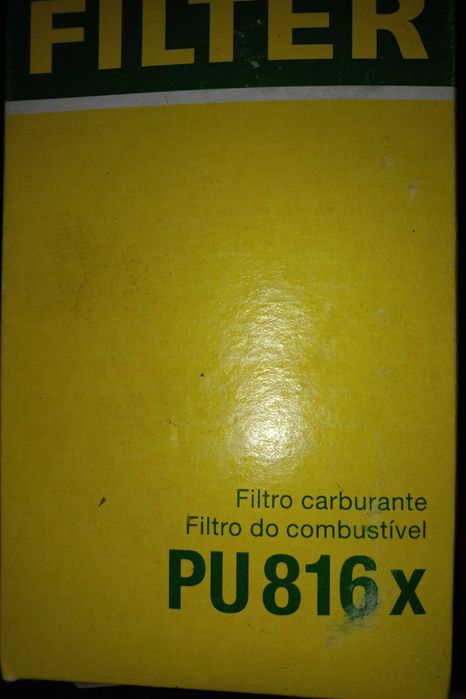 FILTER
Filtro carburante
Filtro do combustível
PU 816 x